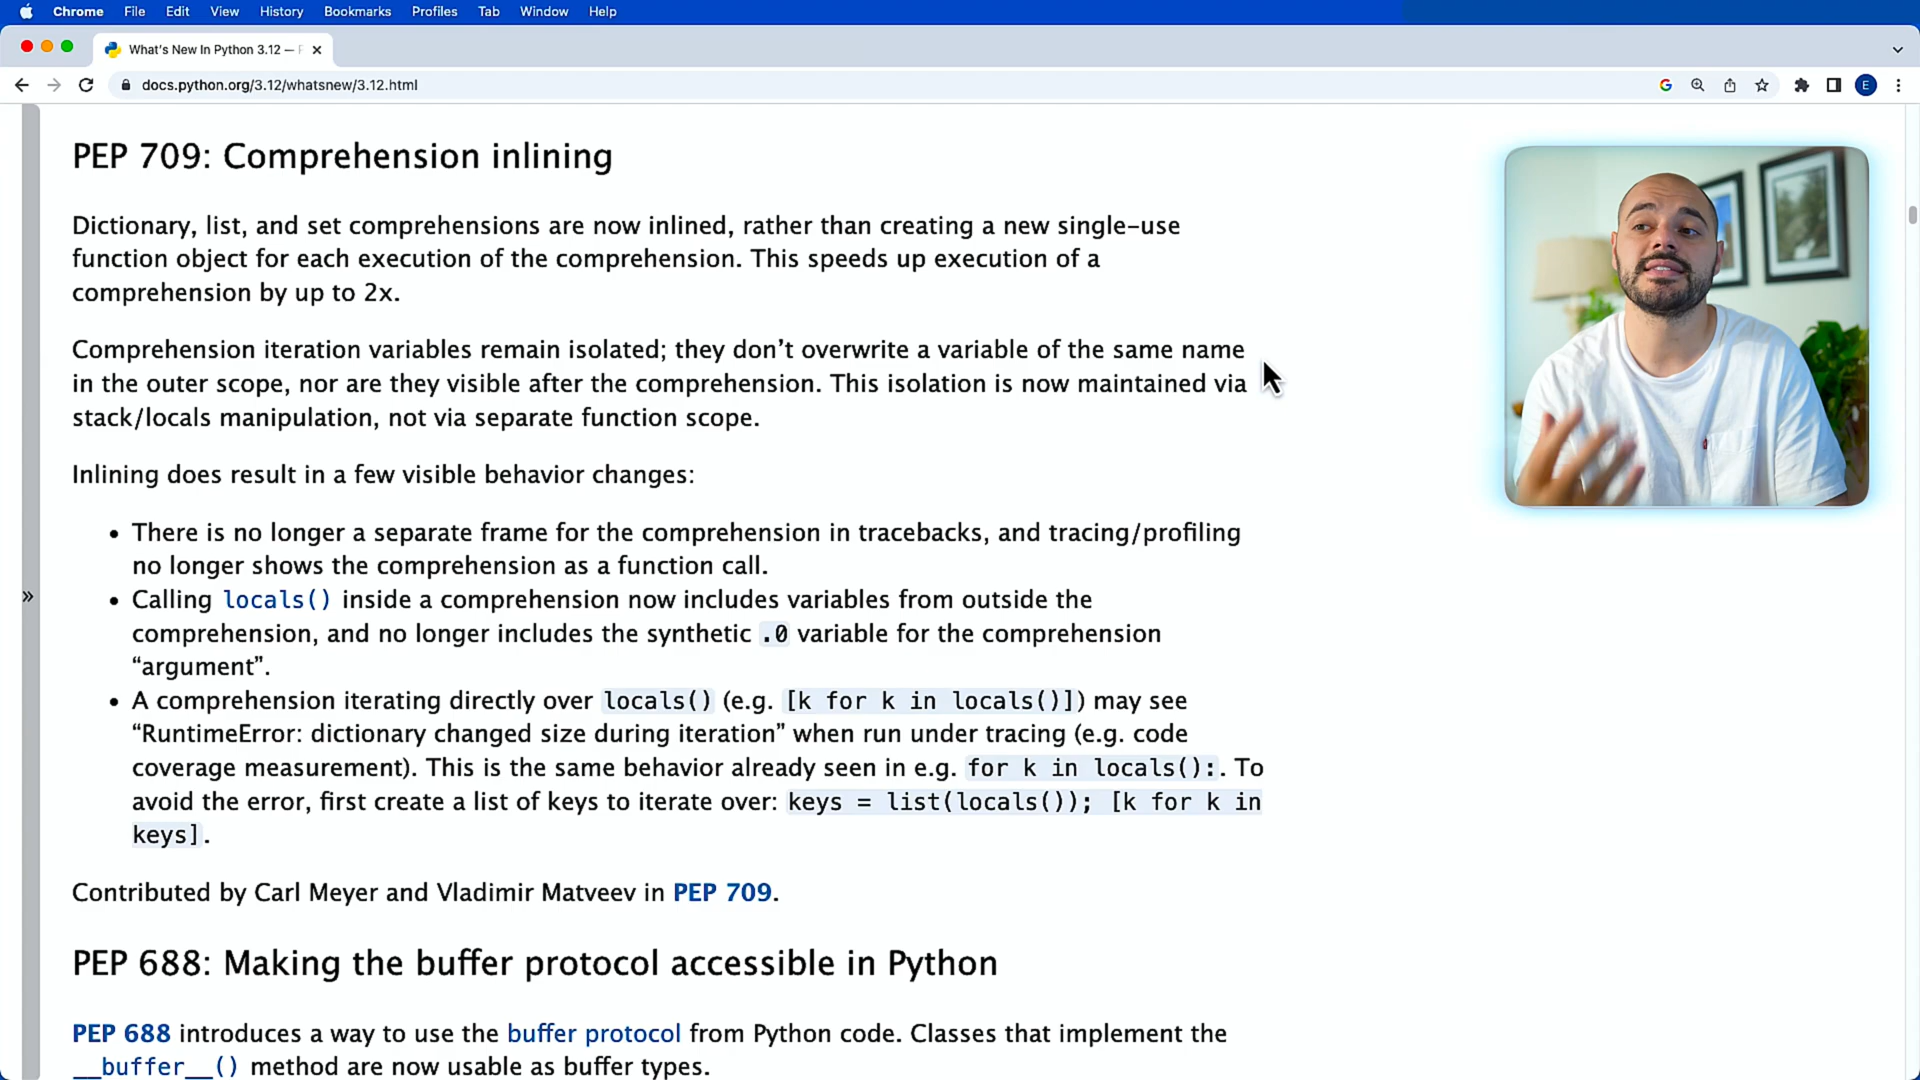 Chrome File Edit View History Bookmarks Profiles Tab Window Help
What's New In Python 3.12 —
docs.python.org/3.12/whatsnew/3.12.html
E
PEP 709: Comprehension inlining
Dictionary, list, and set comprehensions are now inlined, rather than creating a new single-use
function object for each execution of the comprehension. This speeds up execution of a
comprehension by up to 2x.
Comprehension iteration variables remain isolated; they don’t overwrite a variable of the same name
in the outer scope, nor are they visible after the comprehension. This isolation is now maintained via
stack/locals manipulation, not via separate function scope.
Inlining does result in a few visible behavior changes:
• There is no longer a separate frame for the comprehension in tracebacks, and tracing/profiling
no longer shows the comprehension as a function call.
• Calling locals() inside a comprehension now includes variables from outside the
comprehension, and no longer includes the synthetic .0 variable for the comprehension
“argument”.
• A comprehension iterating directly over locals() (e.g. [k for k in locals()]) may see
“RuntimeError: dictionary changed size during iteration” when run under tracing (e.g. code
coverage measurement). This is the same behavior already seen in e.g. for k in locals():. To
»
avoid the error, first create a list of keys to iterate over: keys = list(locals()); [k for k in
keys].
Contributed by Carl Meyer and Vladimir Matveev in PEP 709.
PEP 688: Making the buffer protocol accessible in Python
PEP 688 introduces a way to use the buffer protocol from Python code. Classes that implement the
__buffer__() method are now usable as buffer types.